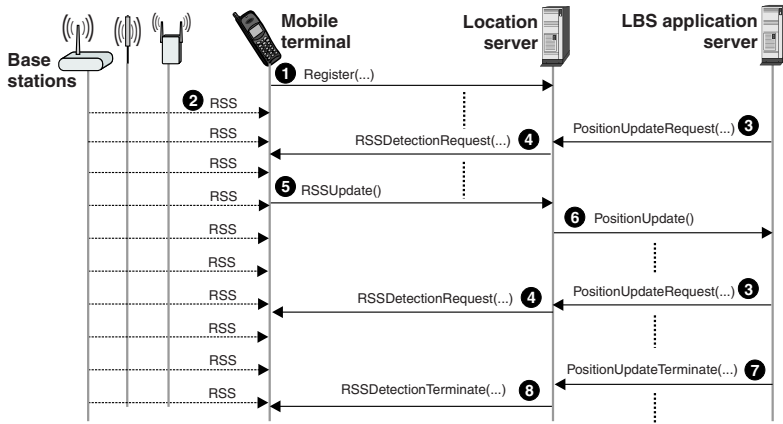 Base
stations
Mobile
terminal
Location
server
LBS application
server
1 Register(...)
2 RSS
PositionUpdateRequest(...) 3
RSS
RSSDetectionRequest(...) 4
RSS
5 RSSUpdate()
RSS
6 PositionUpdate()
RSS
RSS
PositionUpdateRequest(...) 3
RSS
RSSDetectionRequest(...) 4
RSS
RSS
PositionUpdateTerminate(...) 7
RSS
RSSDetectionTerminate(...) 8